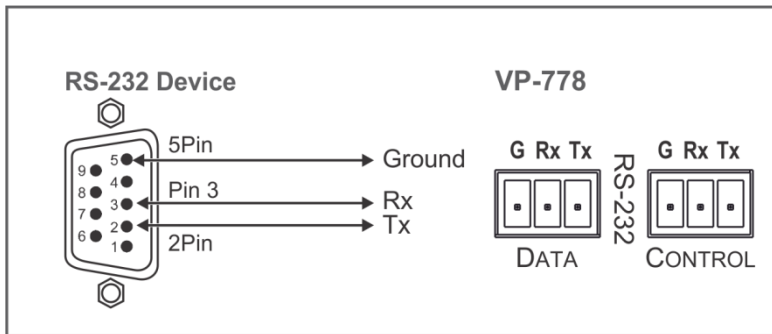 RS-232 Device
VP-778
5Pin
Ground
G Rx Tx
RS-232
G Rx Tx
5
9
4
8
Pin 3
3
Rx
7
2
Tx
6
1
2Pin
DATA
CONTROL